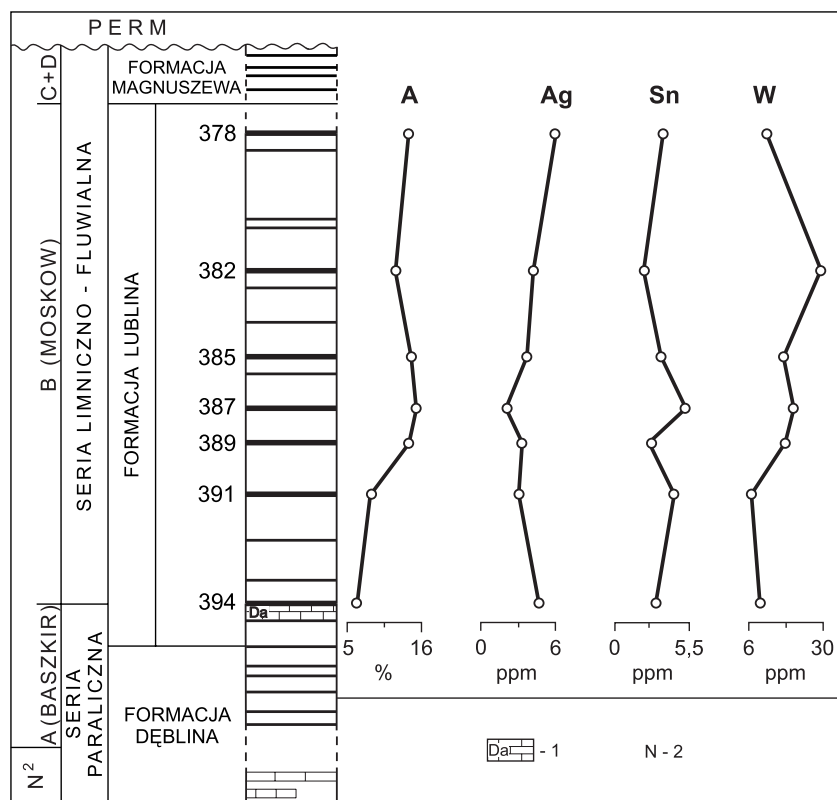 PERM
C+D
FORMACJA
MAGNUSZEWA
A
Ag
Sn
W
B (MOSKOW)
SERIA LIMNICZNO - FLUWIALNA
FORMACJA LUBLINA
378
382
385
387
389
391
394
Da
5
16
%
0
6
ppm
0
5,5
ppm
6
30
ppm
A (BASZKIR)
SERIA
PARALICZNA
FORMACJA
DĘBLINA
N²
Da - 1
N - 2